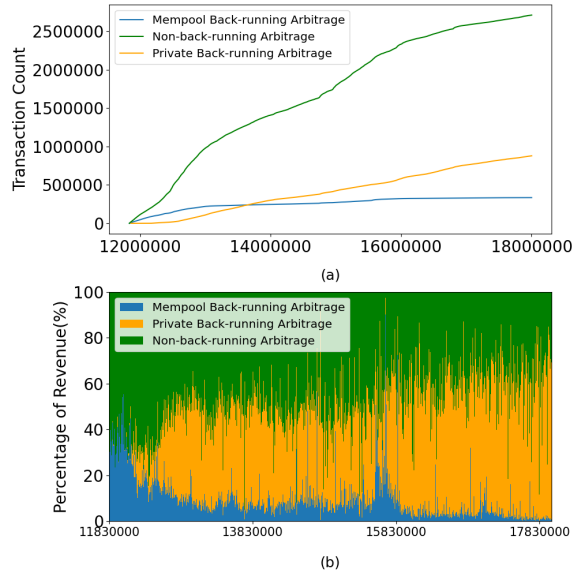 Mempool Back-running Arbitrage
Non-back-running Arbitrage
Private Back-running Arbitrage
Transaction Count
2500000
2000000
1500000
1000000
500000
0
12000000 14000000 16000000 18000000
(a)
Mempool Back-running Arbitrage
Private Back-running Arbitrage
Non-back-running Arbitrage
Percentage of Revenue(%)
100
80
60
40
20
0
11830000 13830000 15830000 17830000
(b)